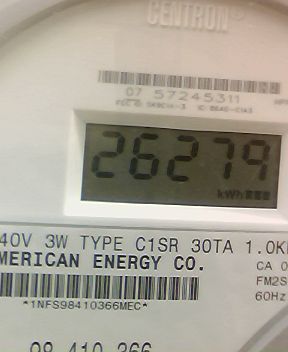 CENTRON®
07 57245311
26279
kWh
40V 3W TYPE C1SR 30TA 1.0K
MERICAN ENERGY CO.
CA 0
FM2S
60Hz
*1NFS98410366MEC*
98 410 366